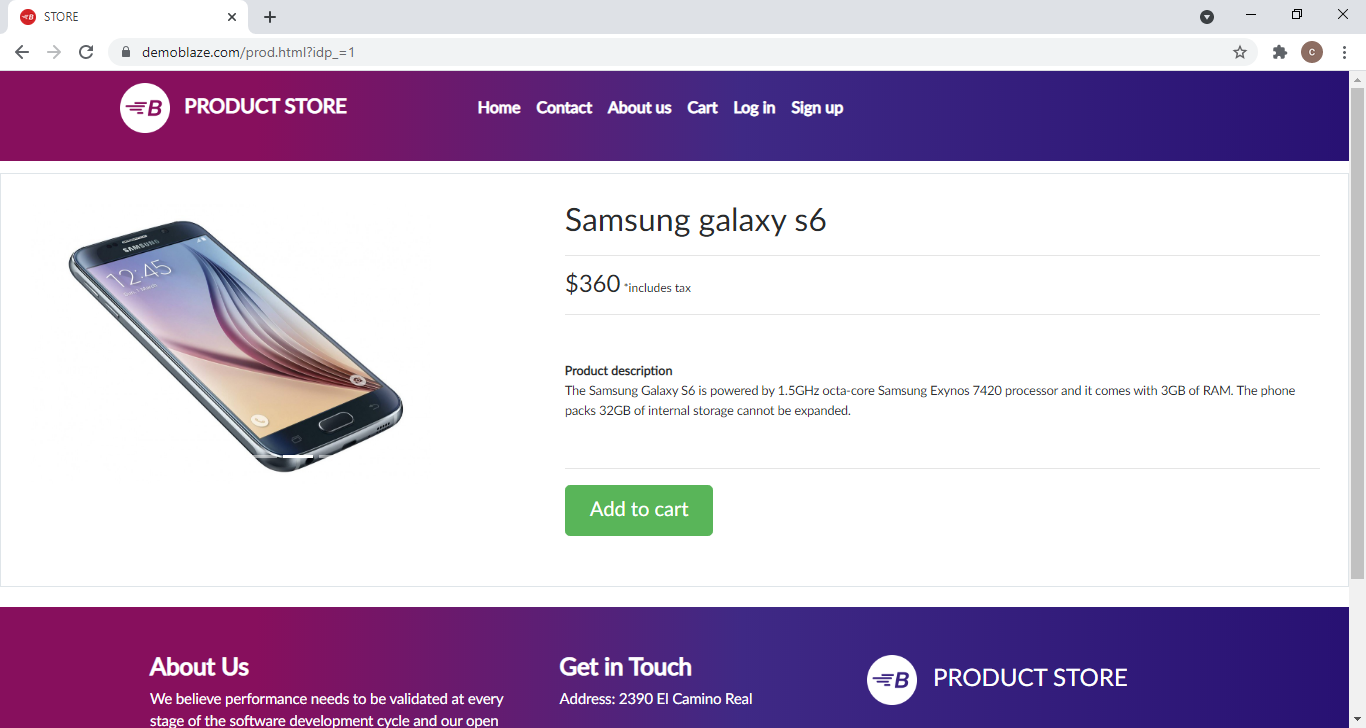 STORE
demoblaze.com/prod.html?idp_=1
C
B PRODUCT STORE
Home Contact About us Cart Log in Sign up
SAMSUNG
12:45
Samsung galaxy s6
$360 *includes tax
Product description
The Samsung Galaxy S6 is powered by 1.5GHz octa-core Samsung Exynos 7420 processor and it comes with 3GB of RAM. The phone
packs 32GB of internal storage cannot be expanded.
Add to cart
About Us
We believe performance needs to be validated at every
stage of the software development cycle and our open
Get in Touch
Address: 2390 El Camino Real
B PRODUCT STORE